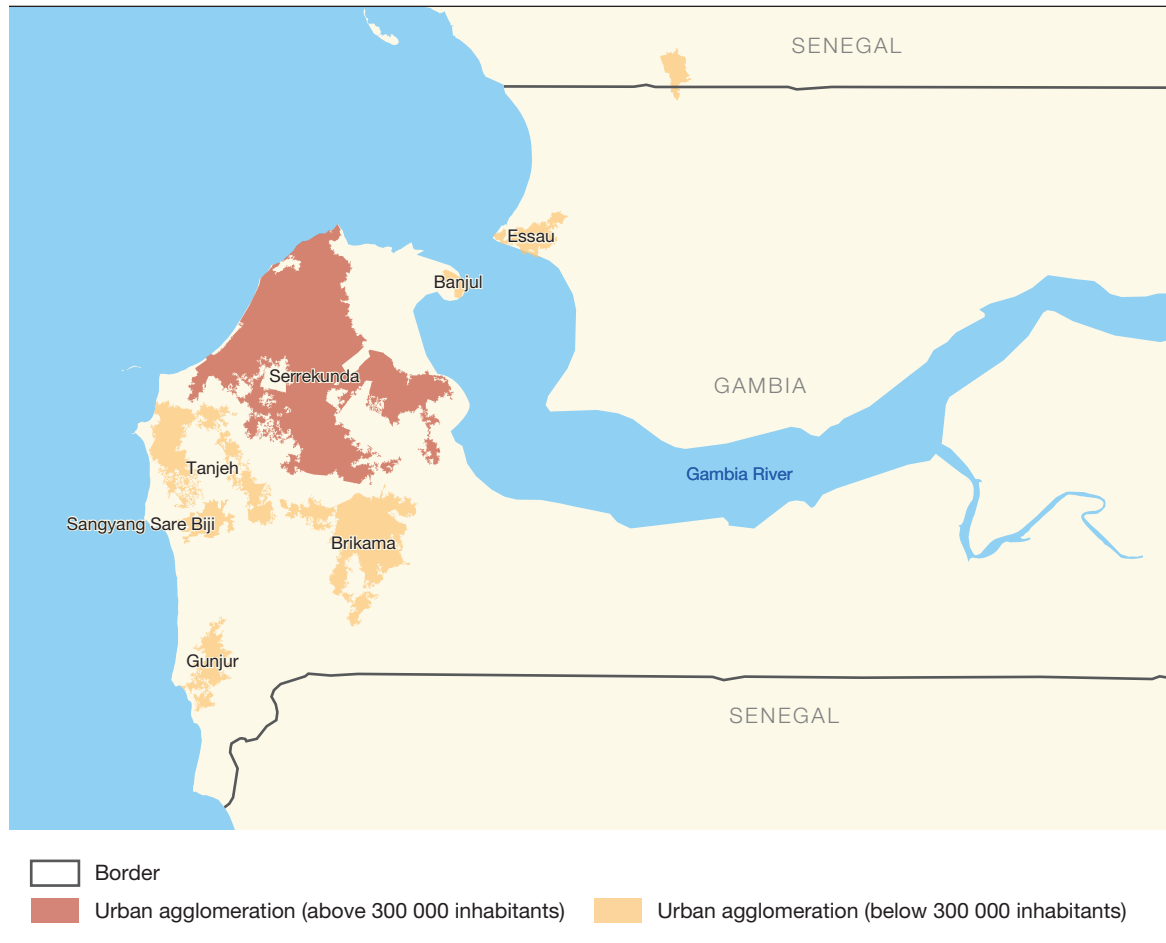 SENEGAL
Essau
Banjul
Serrekunda
GAMBIA
Tanjeh
Gambia River
Sangyang Sare Biji
Brikama
Gunjur
SENEGAL
Border
Urban agglomeration (above 300 000 inhabitants)
Urban agglomeration (below 300 000 inhabitants)